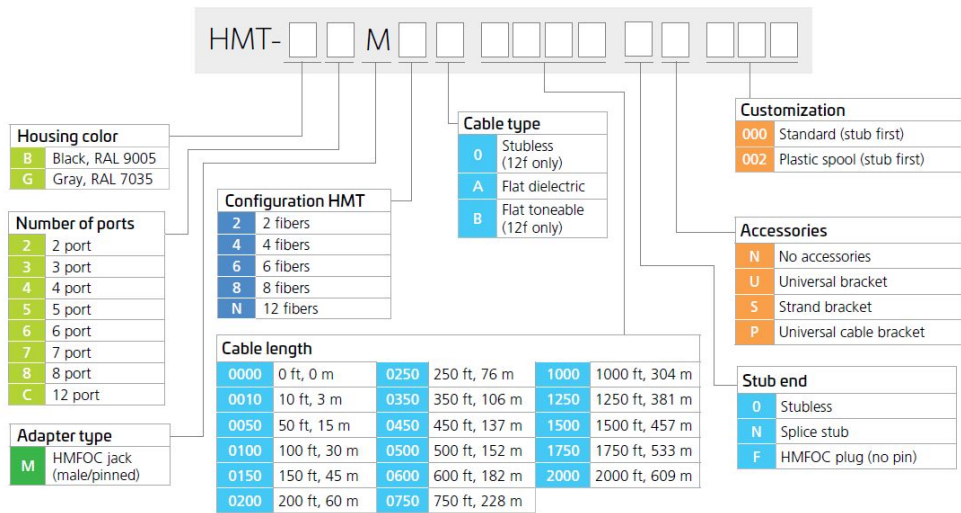 HMT- M
Housing color
B Black, RAL 9005
G Gray, RAL 7035
Number of ports
2 2 port
3 3 port
4 4 port
5 5 port
6 6 port
7 7 port
8 8 port
C 12 port
Adapter type
M HMFOC jack
(male/pinned)
Configuration HMT
2 2 fibers
4 4 fibers
6 6 fibers
8 8 fibers
N 12 fibers
Cable type
0 Stubless
(12f only)
A Flat dielectric
B Flat toneable
(12f only)
Cable length
0000 0 ft, 0 m 0250 250 ft, 76 m 1000 1000 ft, 304 m
0010 10 ft, 3 m 0350 350 ft, 106 m 1250 1250 ft, 381 m
0050 50 ft, 15 m 0450 450 ft, 137 m 1500 1500 ft, 457 m
0100 100 ft, 30 m 0500 500 ft, 152 m 1750 1750 ft, 533 m
0150 150 ft, 45 m 0600 600 ft, 182 m 2000 2000 ft, 609 m
0200 200 ft, 60 m 0750 750 ft, 228 m
Customization
000 Standard (stub first)
002 Plastic spool (stub first)
Accessories
N No accessories
U Universal bracket
S Strand bracket
P Universal cable bracket
Stub end
0 Stubless
N Splice stub
F HMFOC plug (no pin)